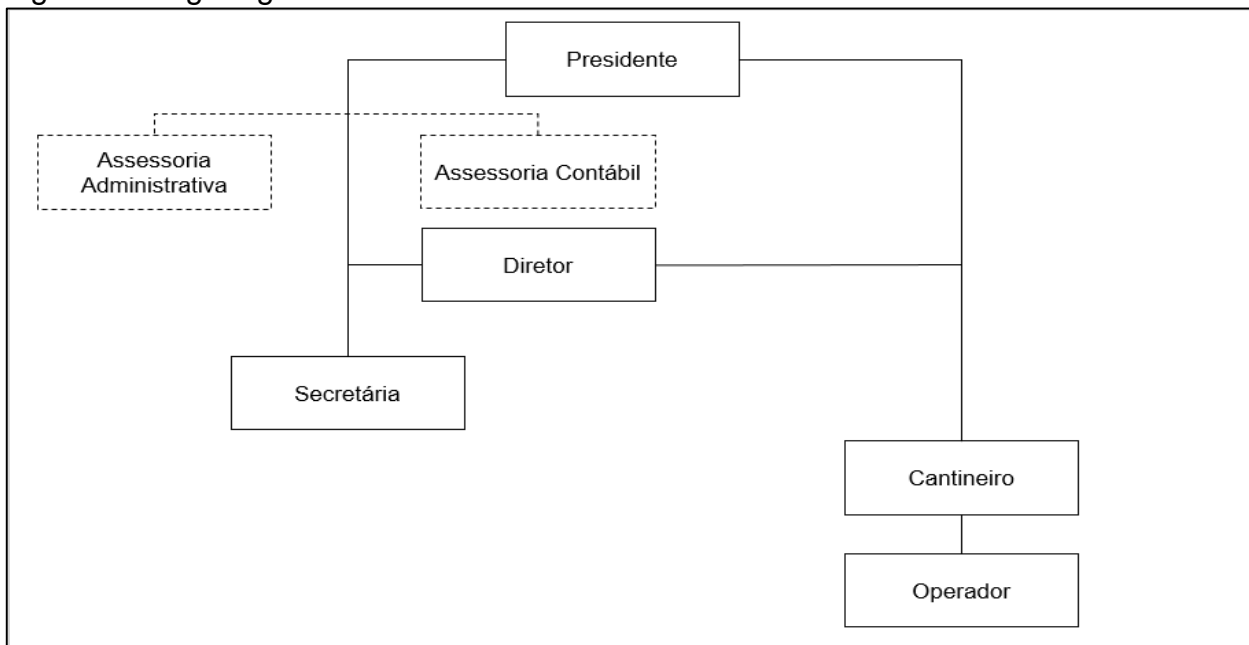 Presidente
Assessoria
Administrativa
Assessoria Contábil
Diretor
Secretária
Cantineiro
Operador